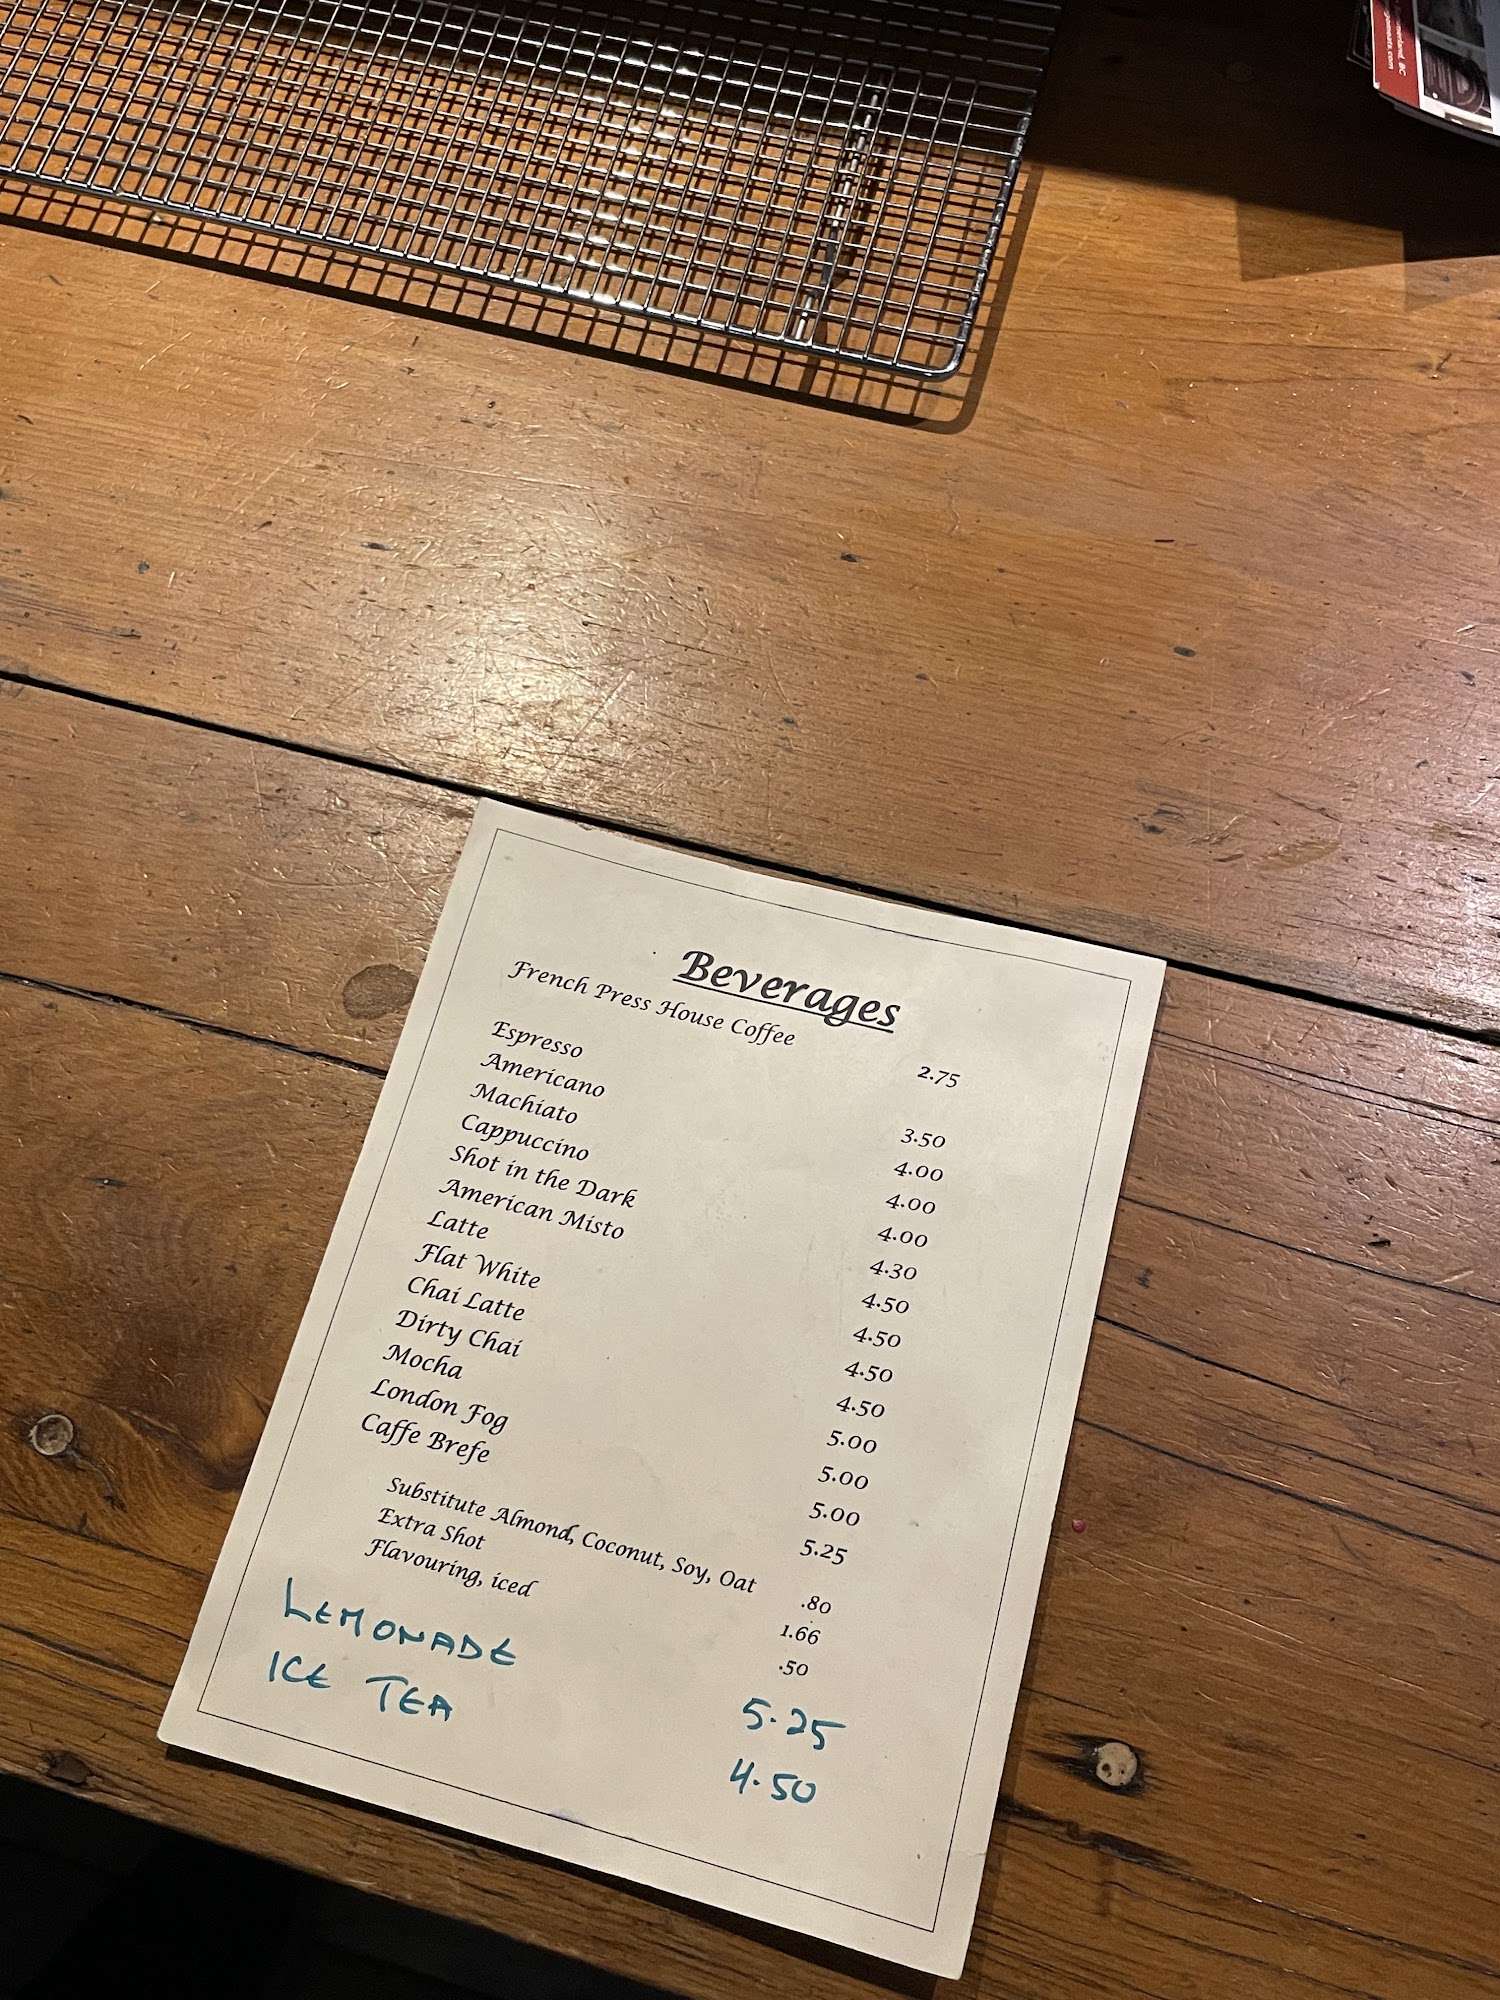 Beverages
French Press House Coffee 2.75
Espresso 3.50
Americano 4.00
Machiato 4.00
Cappuccino 4.00
Shot in the Dark 4.30
American Misto 4.50
Latte 4.50
Flat White 4.50
Chai Latte 4.50
Dirty Chai 5.00
Mocha 5.00
London Fog 5.00
Caffe Brefe 5.25
Substitute Almond, Coconut, Soy, Oat .80
Extra Shot 1.66
Flavouring, iced .50
LEMONADE 5.25
ICE TEA 4.50